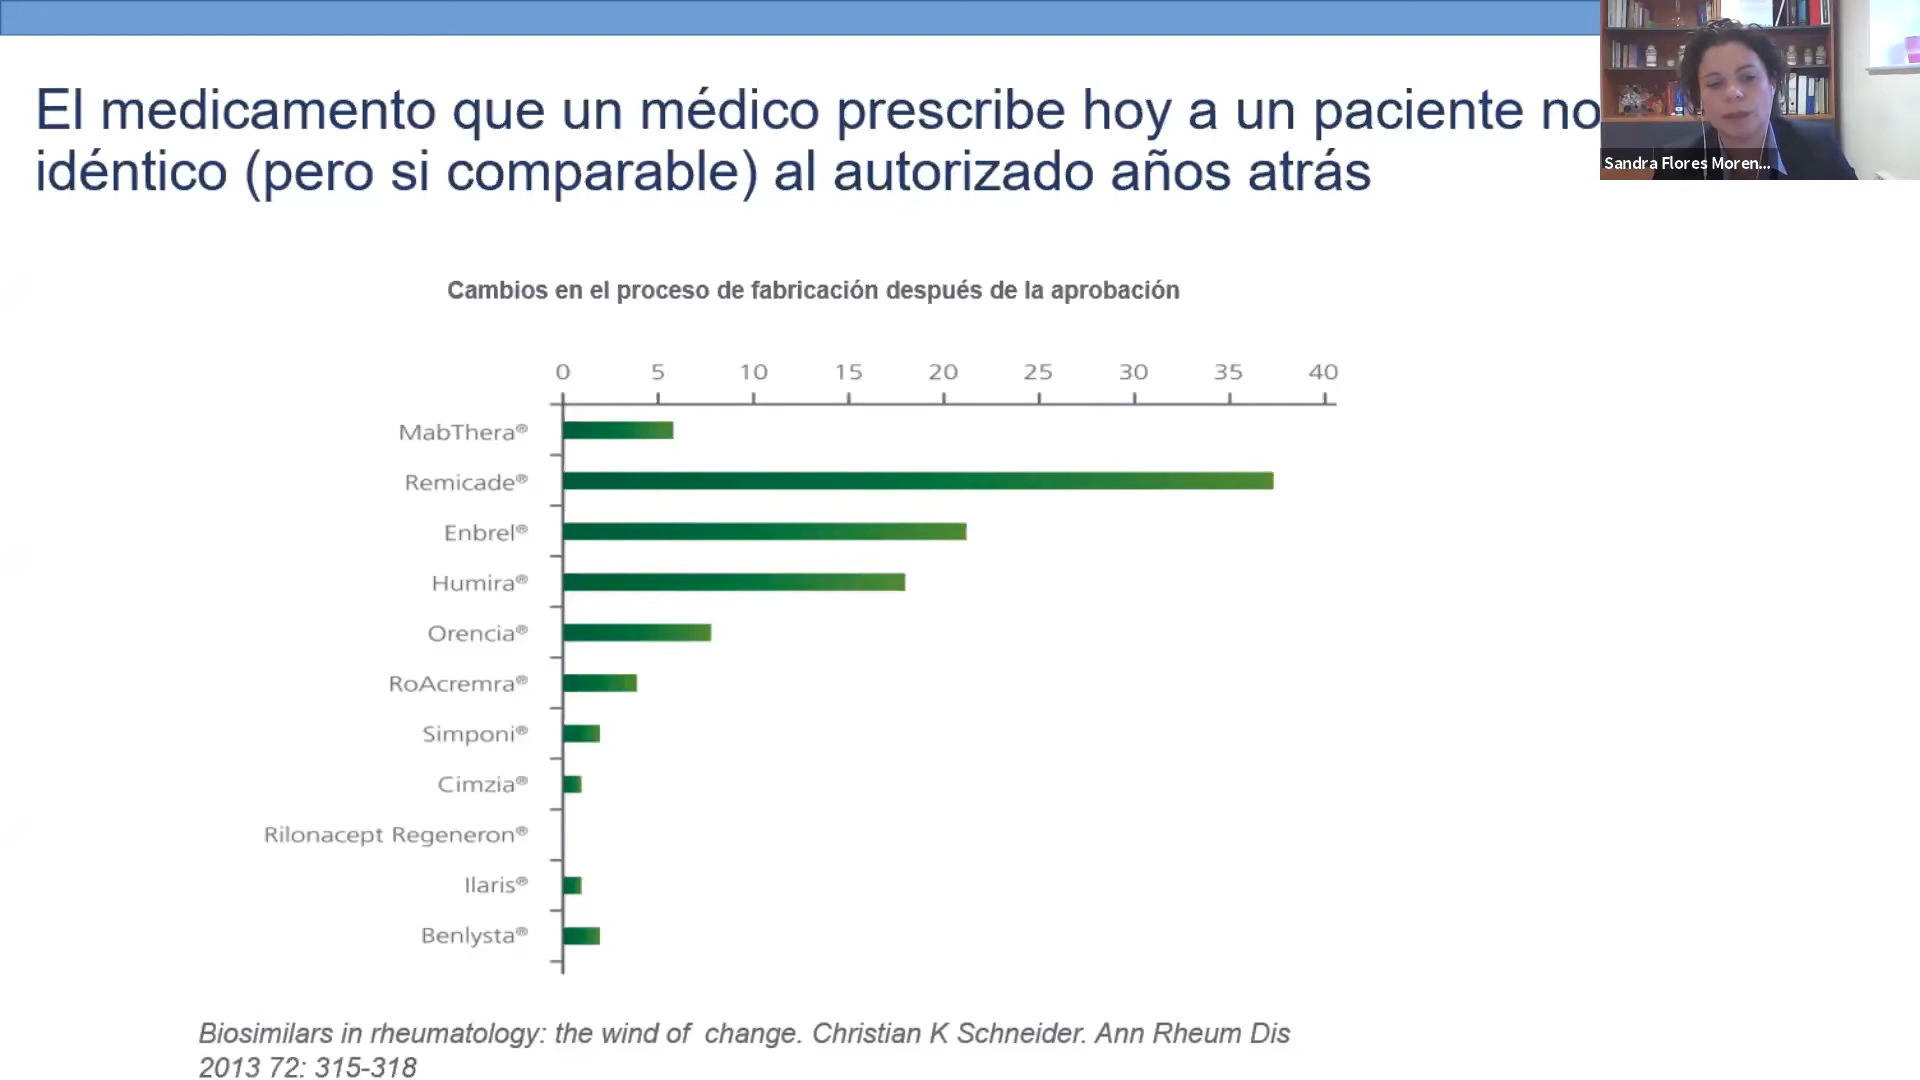 El medicamento que un médico prescribe hoy a un paciente no
idéntico (pero si comparable) al autorizado años atrás
Sandra Flores Moren...
Cambios en el proceso de fabricación después de la aprobación
0 5 10 15 20 25 30 35 40
MabThera®
Remicade®
Enbrel®
Humira®
Orencia®
RoAcremra®
Simponi®
Cimzia®
Rilonacept Regeneron®
Ilaris®
Benlysta®
Biosimilars in rheumatology: the wind of change. Christian K Schneider. Ann Rheum Dis
2013 72: 315-318